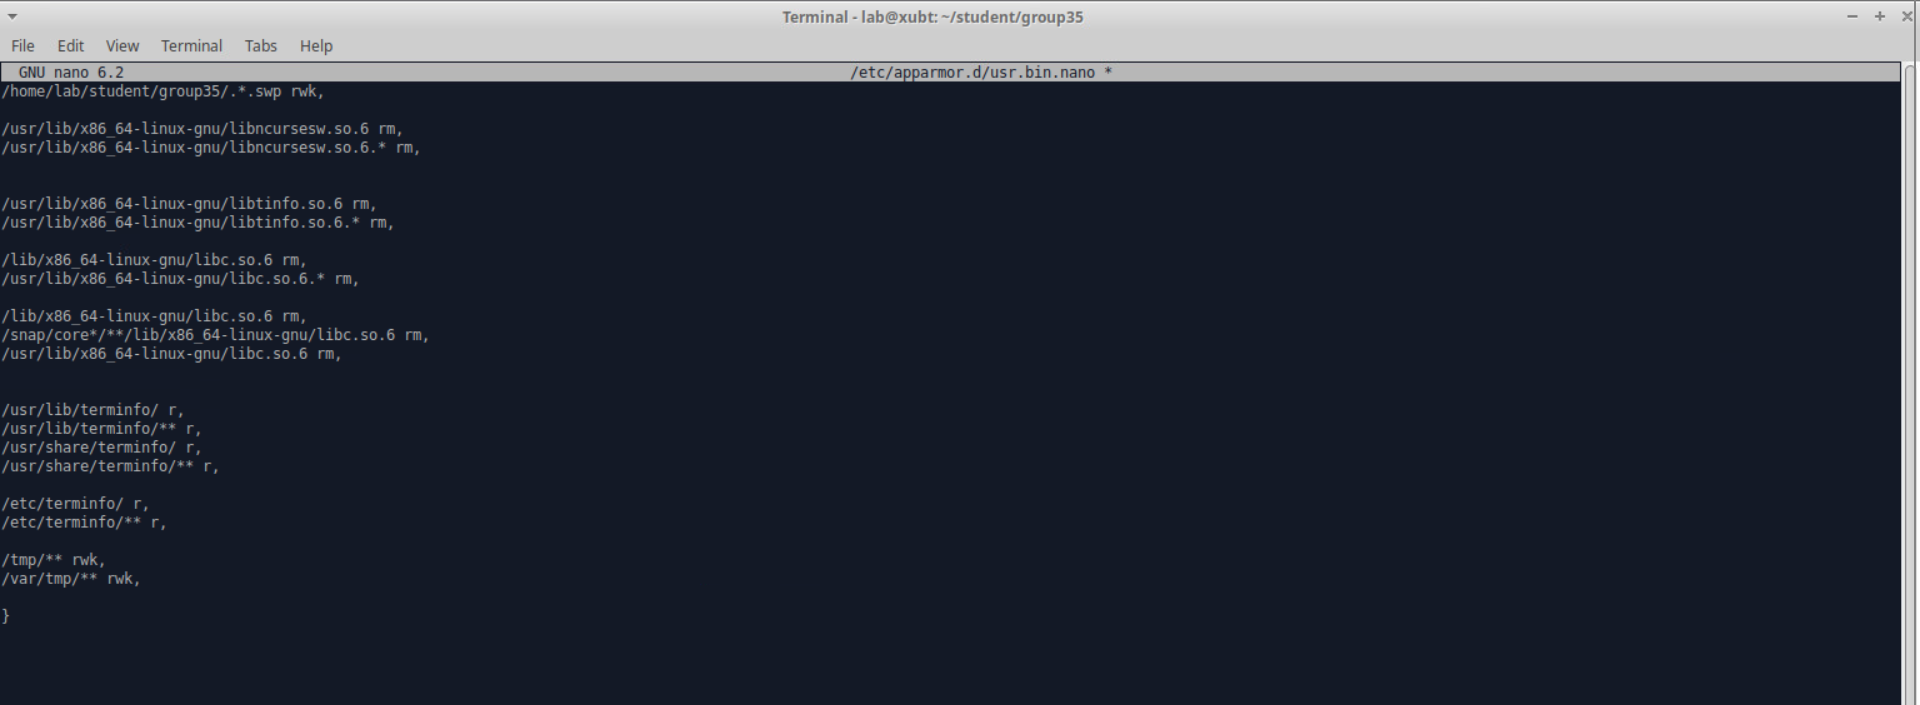 Terminal - lab@xubt: ~/student/group35
File Edit View Terminal Tabs Help
GNU nano 6.2 /etc/apparmor.d/usr.bin.nano *
/home/lab/student/group35/.*.swp rwk,
/usr/lib/x86_64-linux-gnu/libncursesw.so.6 rm,
/usr/lib/x86_64-linux-gnu/libncursesw.so.6.* rm,
/usr/lib/x86_64-linux-gnu/libtinfo.so.6 rm,
/usr/lib/x86_64-linux-gnu/libtinfo.so.6.* rm,
/lib/x86_64-linux-gnu/libc.so.6 rm,
/usr/lib/x86_64-linux-gnu/libc.so.6.* rm,
/lib/x86_64-linux-gnu/libc.so.6 rm,
/snap/core*/**/lib/x86_64-linux-gnu/libc.so.6 rm,
/usr/lib/x86_64-linux-gnu/libc.so.6 rm,
/usr/lib/terminfo/ r,
/usr/lib/terminfo/** r,
/usr/share/terminfo/ r,
/usr/share/terminfo/** r,
/etc/terminfo/ r,
/etc/terminfo/** r,
/tmp/** rwk,
/var/tmp/** rwk,
}